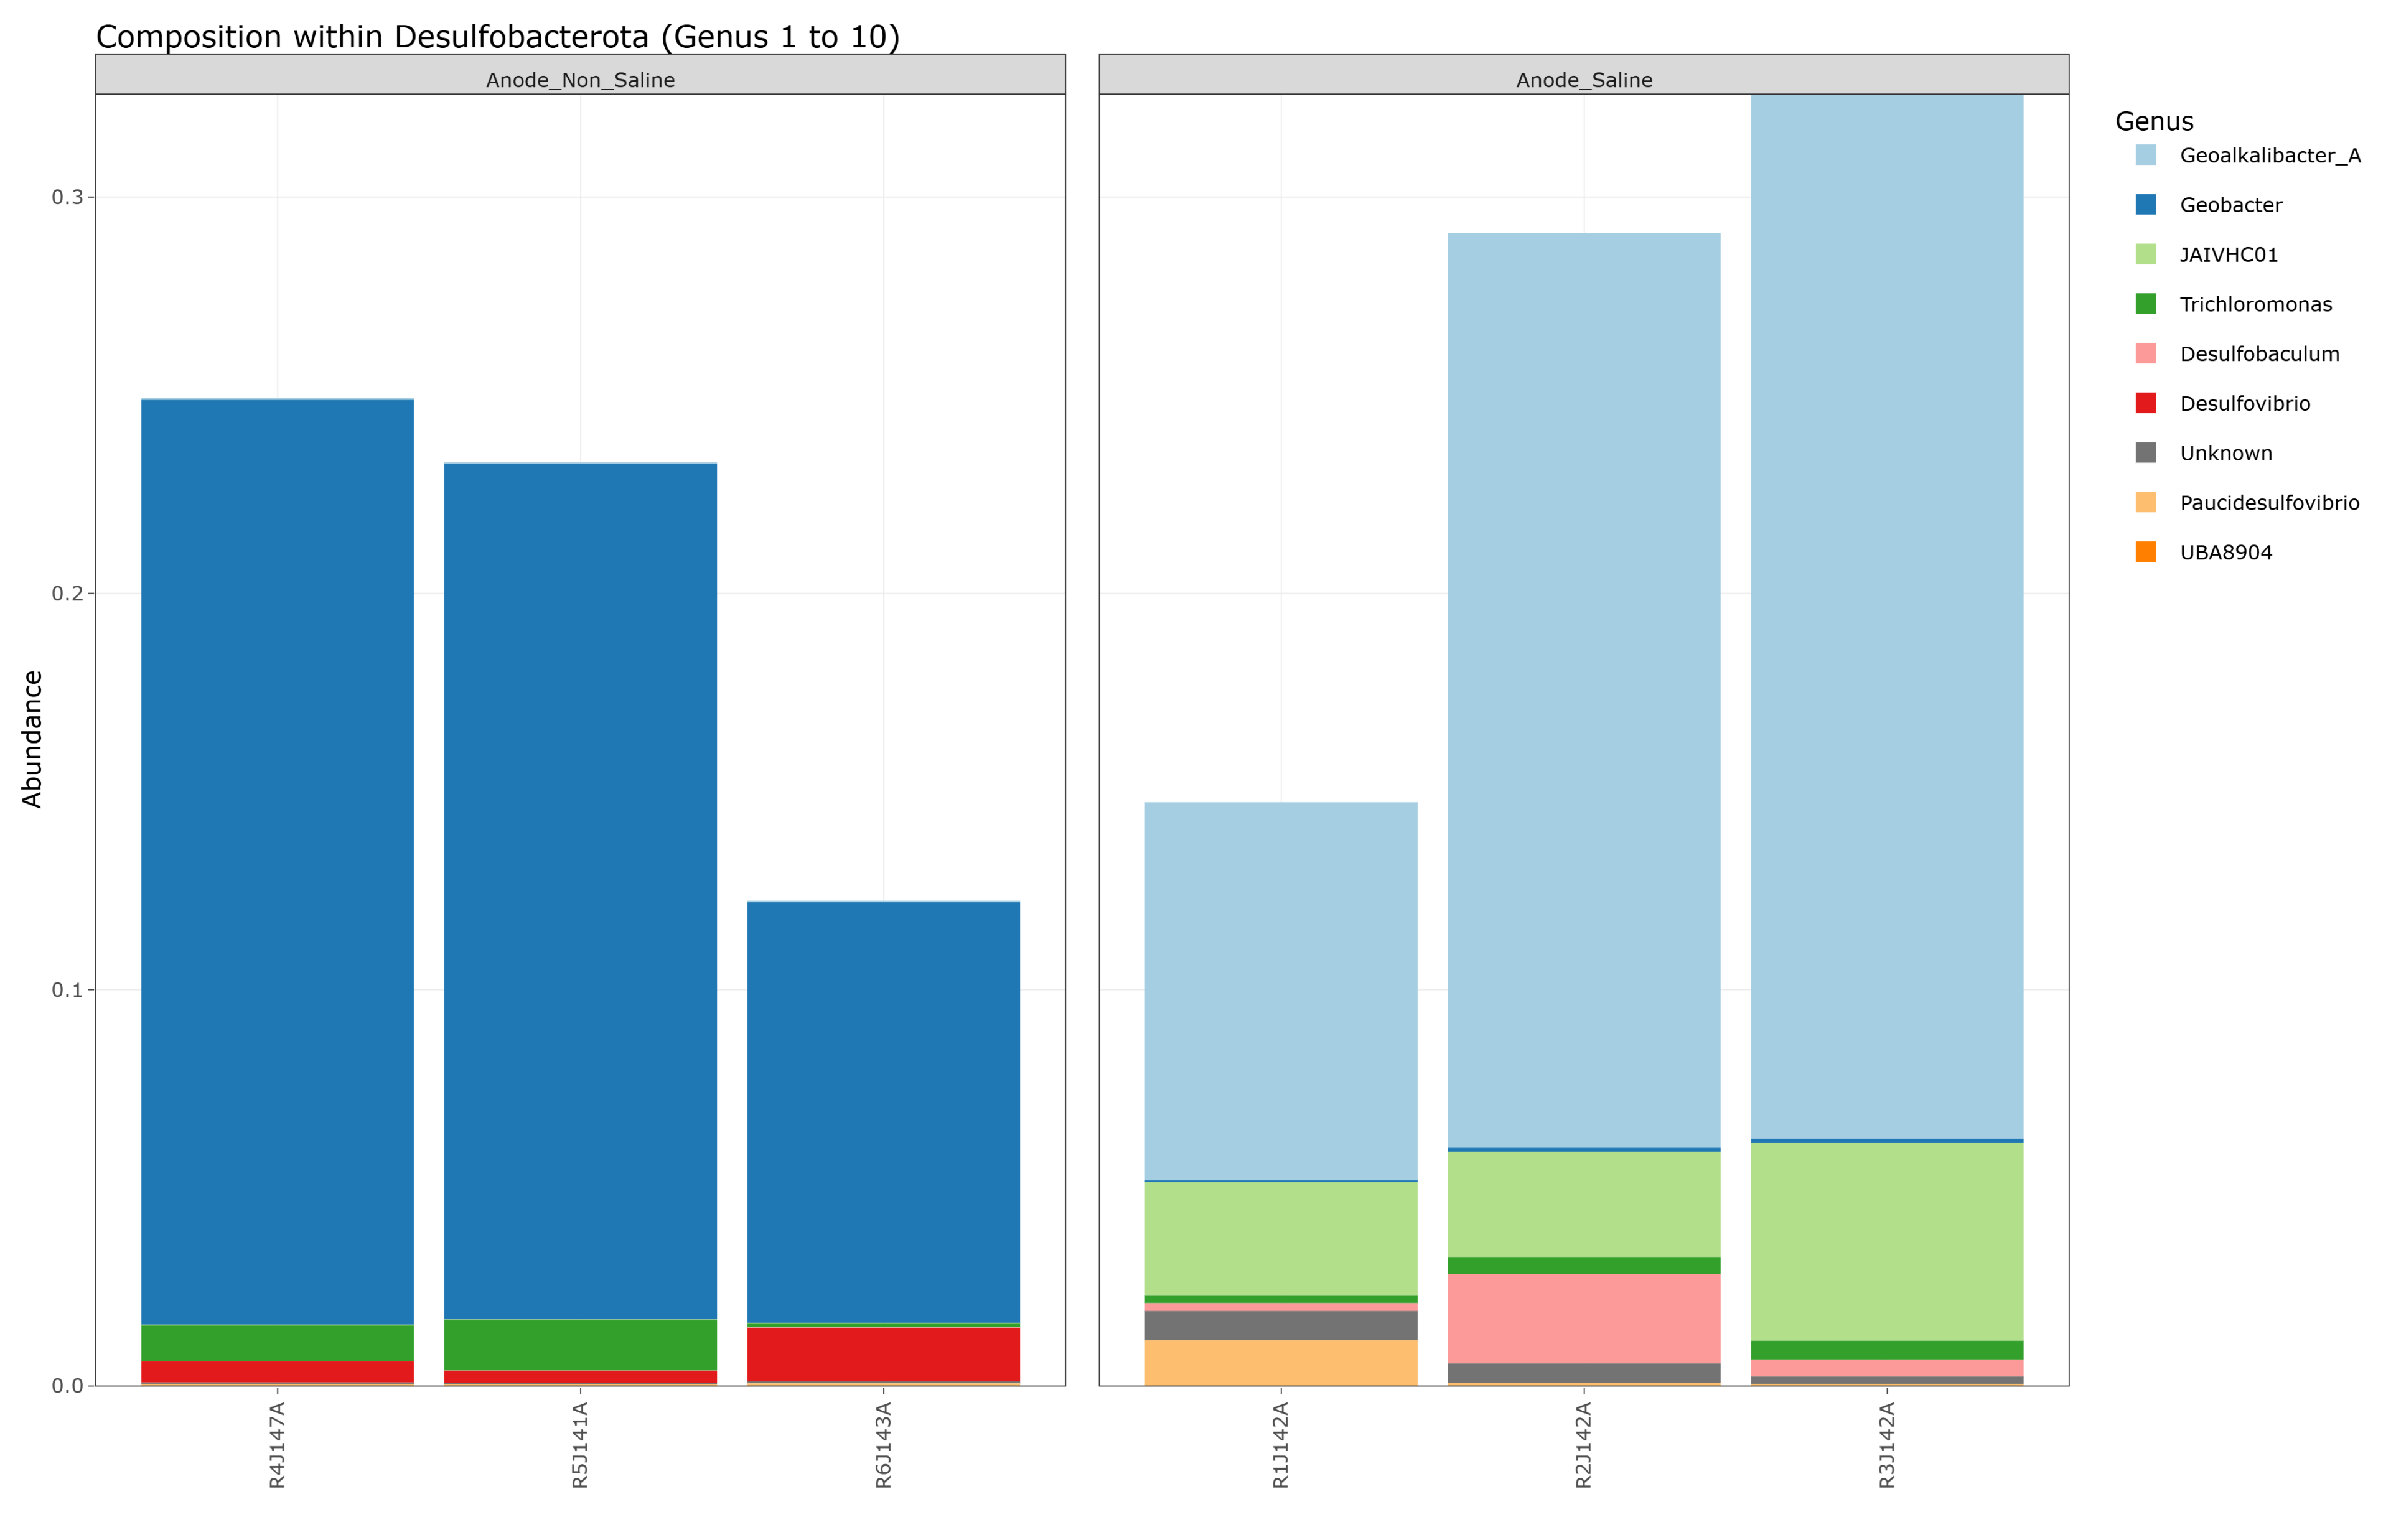 Composition within Desulfobacterota (Genus 1 to 10)
Anode_Non_Saline
Anode_Saline
Abundance
0.3
0.2
0.1
0.0
R4J147A
R5J141A
R6J143A
R1J142A
R2J142A
R3J142A
Genus
Geoalkalibacter_A
Geobacter
JAIVHC01
Trichloromonas
Desulfobaculum
Desulfovibrio
Unknown
Paucidesulfovibrio
UBA8904